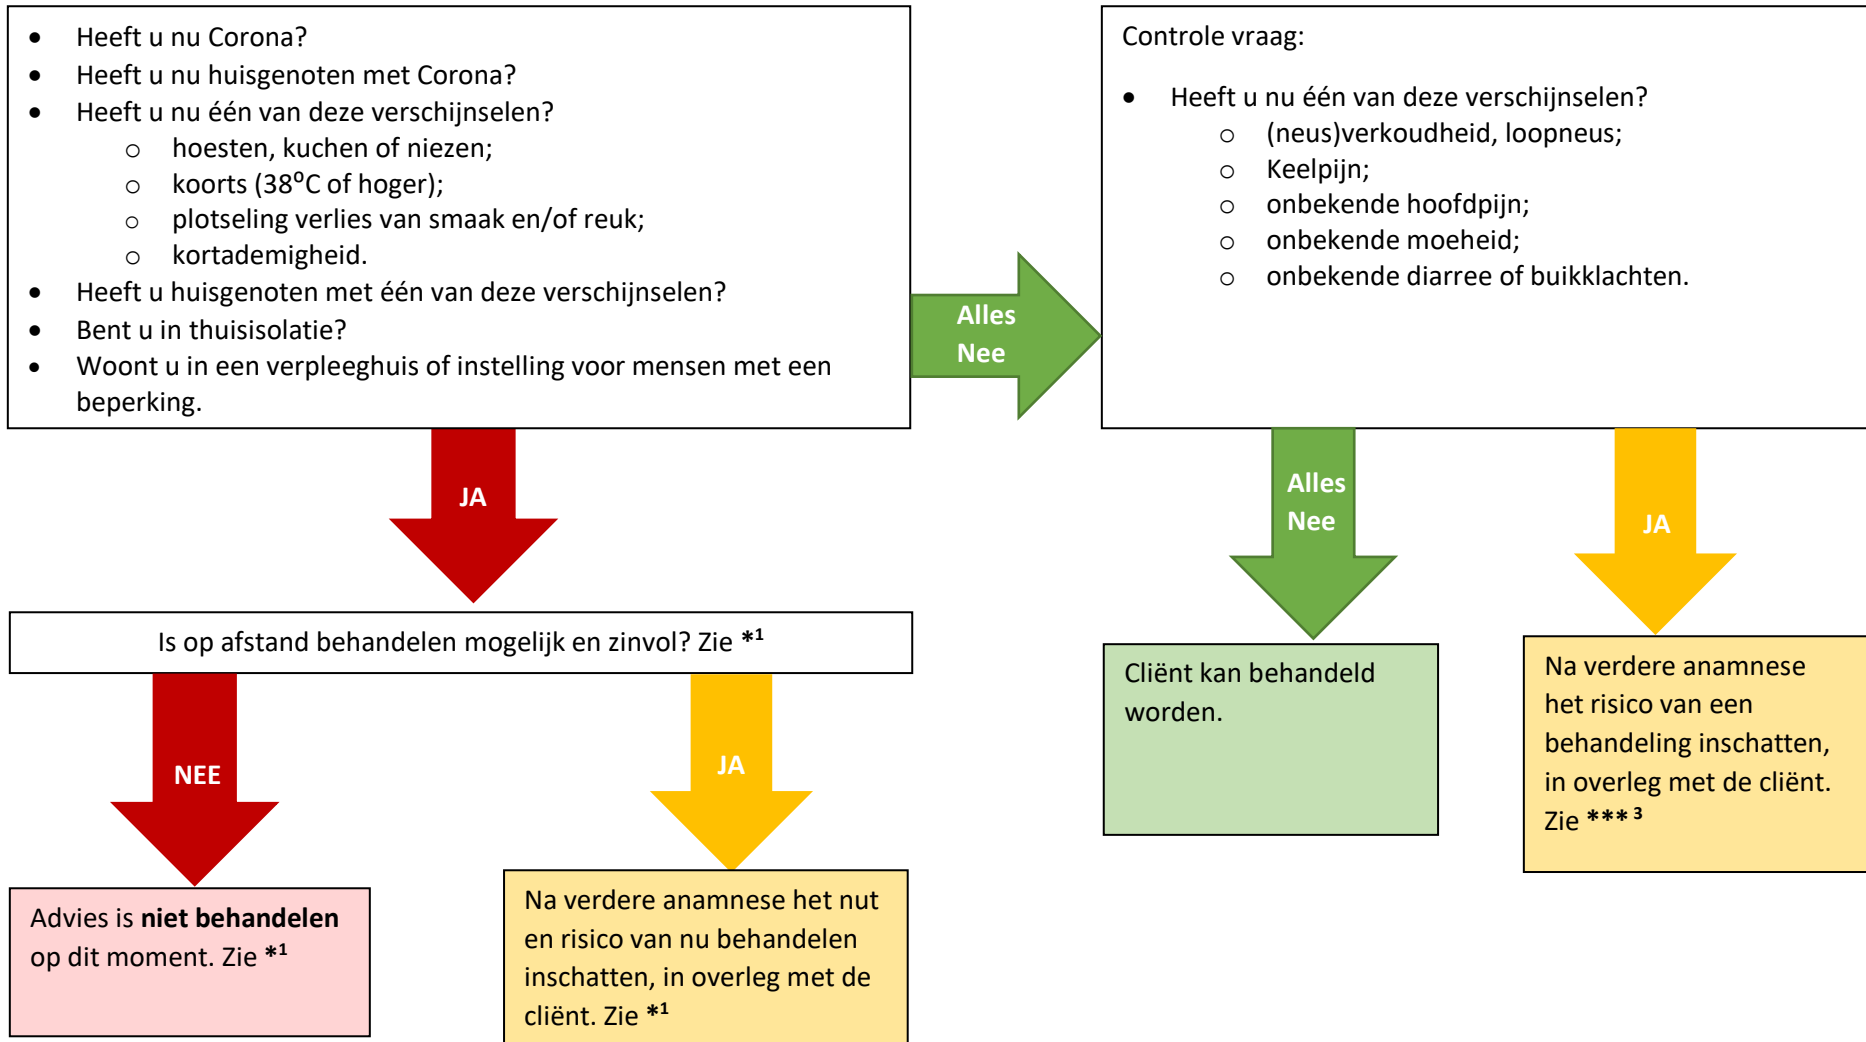 • Heeft u nu Corona?
• Heeft u nu huisgenoten met Corona?
• Heeft u nu één van deze verschijnselen?
o hoesten, kuchen of niezen;
o koorts (38⁰C of hoger);
o plotseling verlies van smaak en/of reuk;
o kortademigheid.
• Heeft u huisgenoten met één van deze verschijnselen?
• Bent u in thuisisolatie?
• Woont u in een verpleeghuis of instelling voor mensen met een
beperking.
Alles
Nee
Controle vraag:
• Heeft u nu één van deze verschijnselen?
o (neus)verkoudheid, loopneus;
o Keelpijn;
o onbekende hoofdpijn;
o onbekende moeheid;
o onbekende diarree of buikklachten.
JA
Alles
Nee
JA
Is op afstand behandelen mogelijk en zinvol? Zie *¹
NEE
JA
Cliënt kan behandeld
worden.
Na verdere anamnese
het risico van een
behandeling inschatten,
in overleg met de cliënt.
Zie *** ³
Advies is niet behandelen
op dit moment. Zie *¹
Na verdere anamnese het nut
en risico van nu behandelen
inschatten, in overleg met de
cliënt. Zie *¹